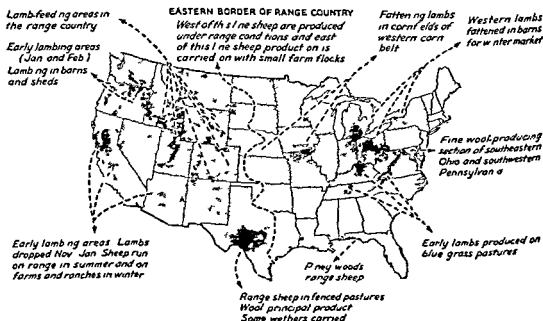 Lamb-feeding areas in
the range country
Early lambing areas
(Jan and Feb)
Lambing in barns
and sheds
EASTERN BORDER OF RANGE COUNTRY
West of this line sheep are produced
under range conditions and east
of this line sheep production is
carried on with small farm flocks
Fattening lambs
in cornfields of
western corn
belt
Western lambs
fattened in barns
for winter market
Fine wool producing
section of southeastern
Ohio and southwestern
Pennsylvania
Early lambing areas Lambs
dropped Nov Jan Sheep run
on range in summer and on
farms and ranches in winter
Piney woods
range sheep
Early lambs produced on
blue grass pastures
Range sheep in fenced pastures
Wool principal product
Some wethers carried